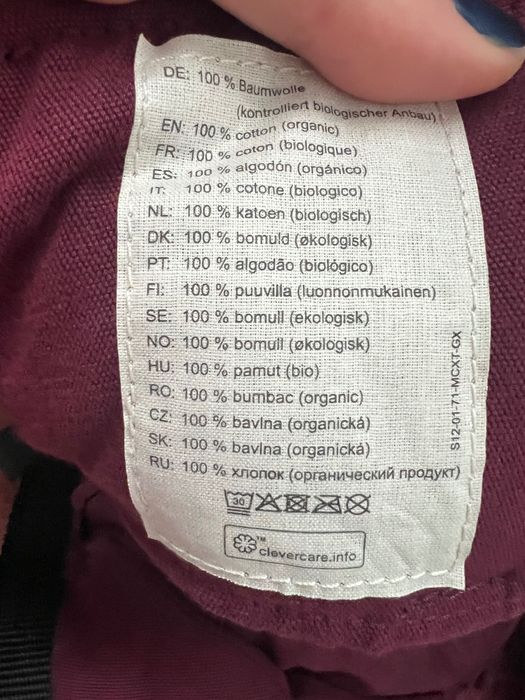 DE: 100 % Baumwolle
(kontrolliert biologischer Anbau)
EN: 100 % cotton (organic)
FR: 100 % coton (biologique)
ES: 100 % algodón (orgánico)
IT: 100 % cotone (biologico)
NL: 100 % katoen (biologisch)
DK: 100 % bomuld (økologisk)
PT: 100 % algodão (biológico)
FI: 100 % puuvilla (luonnonmukainen)
SE: 100 % bomull (ekologisk)
NO: 100 % bomull (økologisk)
HU: 100 % pamut (bio)
RO: 100 % bumbac (organic)
CZ: 100 % bavlna (organická)
SK: 100 % bavlna (organická)
RU: 100 % хлопок (органический продукт)
30
TM
clevercare.info
S12-01-71-MCXT-GX